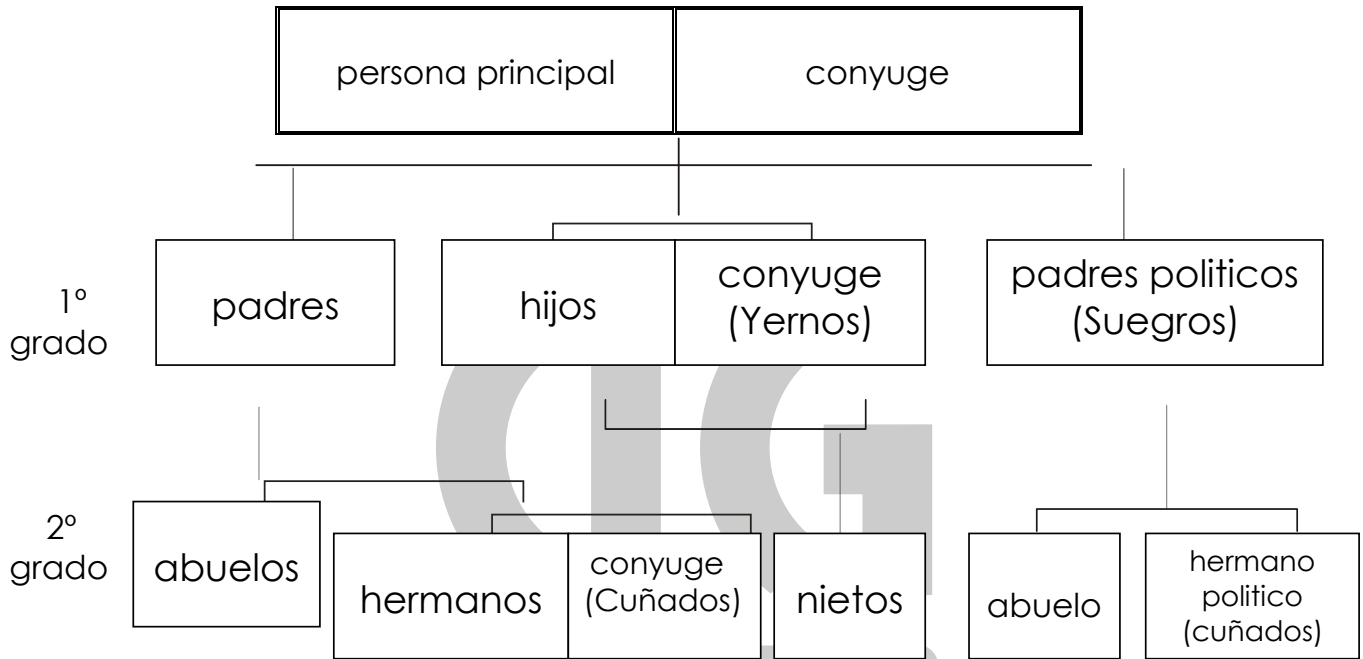 persona principal
conyuge
1º
grado
padres
hijos
conyuge
(Yernos)
padres politicos
(Suegros)
2º
grado
abuelos
hermanos
conyuge
(Cuñados)
nietos
abuelo
hermano
politico
(cuñados)